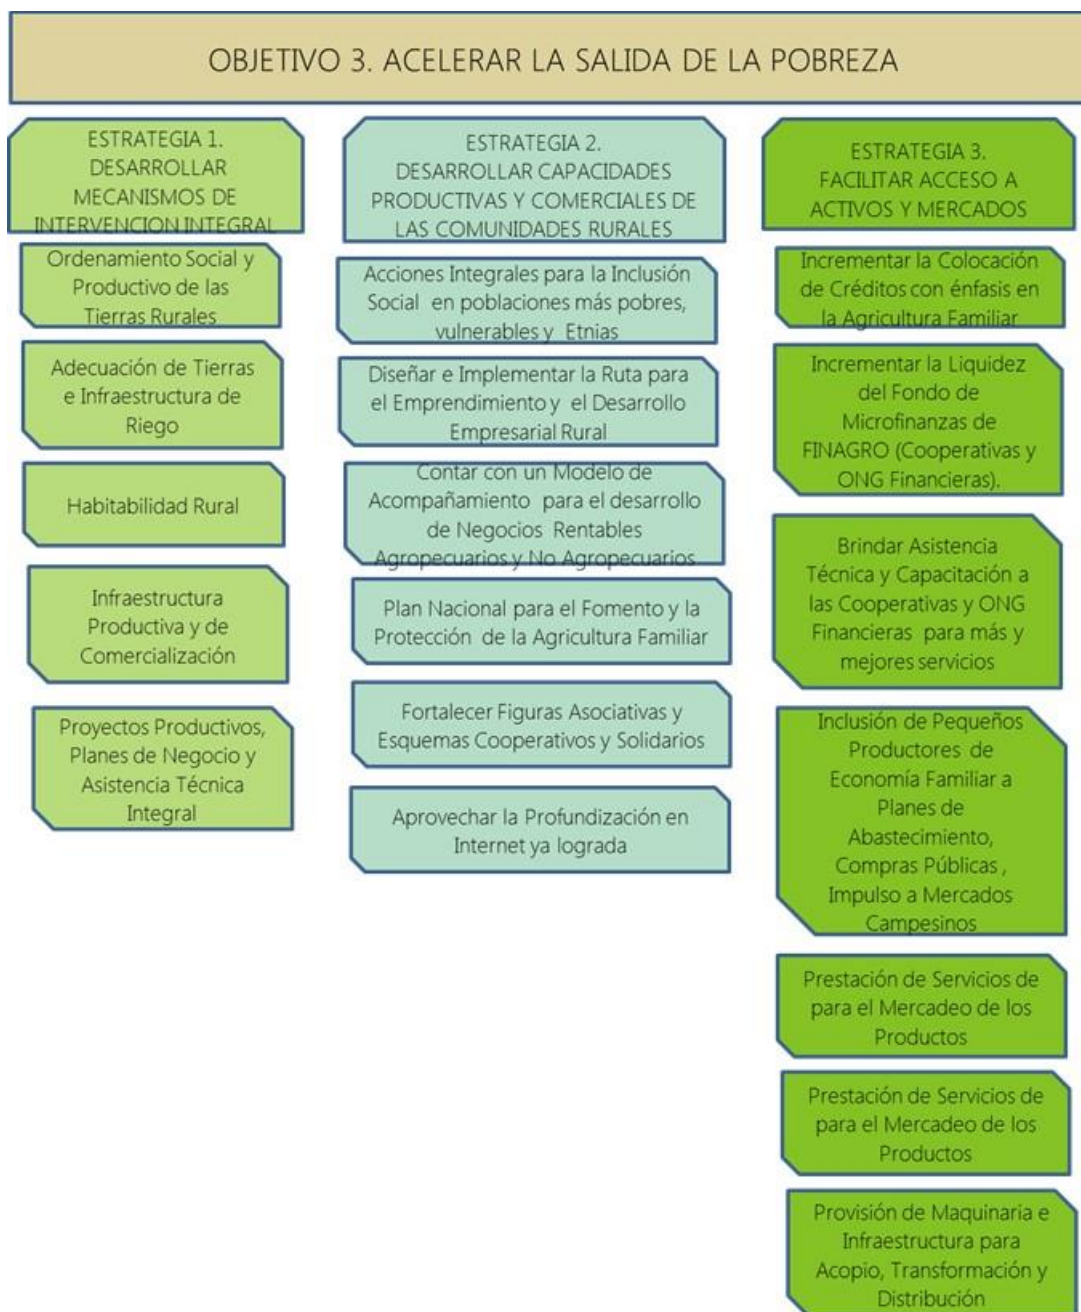 OBJETIVO 3. ACELERAR LA SALIDA DE LA POBREZA
ESTRATEGIA 1.
DESARROLLAR
MECANISMOS DE
INTERVENCION INTEGRAL
Ordenamiento Social y
Productivo de las
Tierras Rurales
Adecuación de Tierras
e Infraestructura de
Riego
Habitabilidad Rural
Infraestructura
Productiva y de
Comercialización
Proyectos Productivos,
Planes de Negocio y
Asistencia Técnica
Integral
ESTRATEGIA 2.
DESARROLLAR CAPACIDADES
PRODUCTIVAS Y COMERCIALES DE
LAS COMUNIDADES RURALES
Acciones Integrales para la Inclusión
Social en poblaciones más pobres,
vulnerables y Etnias
Diseñar e Implementar la Ruta para
el Emprendimiento y el Desarrollo
Empresarial Rural
Contar con un Modelo de
Acompañamiento para el desarrollo
de Negocios Rentables
Agropecuarios y No Agropecuarios
Plan Nacional para el Fomento y la
Protección de la Agricultura Familiar
Fortalecer Figuras Asociativas y
Esquemas Cooperativos y Solidarios
Aprovechar la Profundización en
Internet ya lograda
ESTRATEGIA 3.
FACILITAR ACCESO A
ACTIVOS Y MERCADOS
Incrementar la Colocación
de Créditos con énfasis en
la Agricultura Familiar
Incrementar la Liquidez
del Fondo de
Microfinanzas de
FINAGRO (Cooperativas y
ONG Financieras).
Brindar Asistencia
Técnica y Capacitación a
las Cooperativas y ONG
Financieras para más y
mejores servicios
Inclusión de Pequeños
Productores de
Economía Familiar a
Planes de
Abastecimiento,
Compras Públicas ,
Impulso a Mercados
Campesinos
Prestación de Servicios de
para el Mercadeo de los
Productos
Prestación de Servicios de
para el Mercadeo de los
Productos
Provisión de Maquinaria e
Infraestructura para
Acopio, Transformación y
Distribución